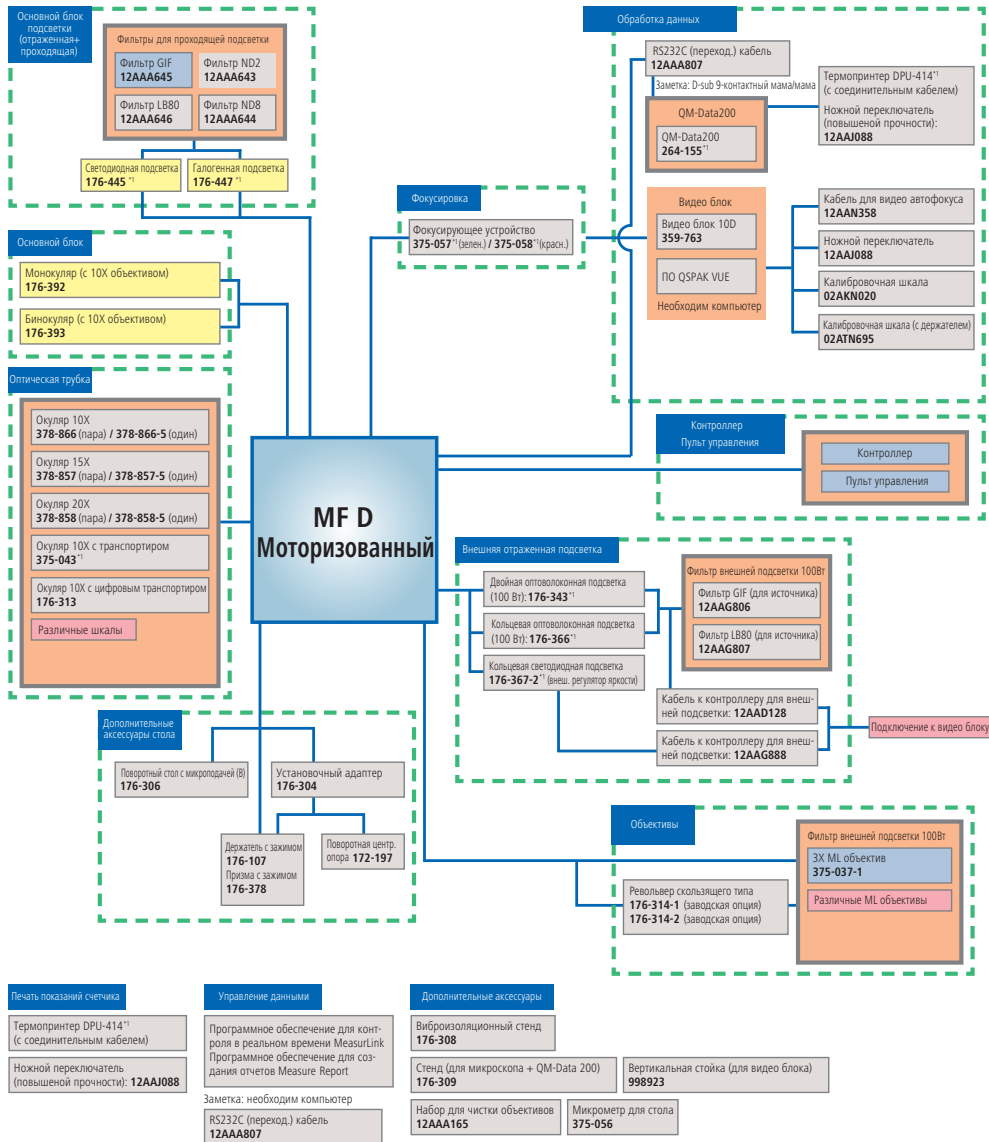 Основной блок
подсветки
(отраженная+
проходящая)
Фильтры для проходящей подсветки
Фильтр GIF
12AAA645
Фильтр ND2
12AAA643
Фильтр LB80
12AAA646
Фильтр ND8
12AAA644
Светодиодная подсветка
176-445 *1
Галогенная подсветка
176-447 *1
Основной блок
Монокуляр (с 10X объективом)
176-392
Бинокуляр (с 10X объективом)
176-393
Оптическая трубка
Окуляр 10X
378-866 (пара) / 378-866-5 (один)
Окуляр 15X
378-857 (пара) / 378-857-5 (один)
Окуляр 20X
378-858 (пара) / 378-858-5 (один)
Окуляр 10X с транспортиром
375-043*1
Окуляр 10X с цифровым транспортиром
176-313
Различные шкалы
Фокусировка
Фокусирующее устройство
375-057*1 (зелен.) / 375-058*1(красн.)
Обработка данных
RS232C (переход.) кабель
12AAA807
Заметка: D-sub 9-контактный мама/мама
QM-Data200
QM-Data200
264-155*1
Термопринтер DPU-414*1
(с соединительным кабелем)
Ножной переключатель
(повышеной прочности):
12AAJ088
Видео блок
Видео блок 10D
359-763
ПО QSPAK VUE
Необходим компьютер
Кабель для видео автофокуса
12AAN358
Ножной переключатель
12AAJ088
Калибровочная шкала
02AKN020
Калибровочная шкала (с держателем)
02ATN695
Контроллер
Пульт управления
Контроллер
Пульт управления
MF D
Моторизованный
Внешняя отраженная подсветка
Двойная оптоволоконная подсветка
(100 Вт): 176-343*1
Кольцевая оптоволоконная подсветка
(100 Вт): 176-366*1
Кольцевая светодиодная подсветка
176-367-2*1 (внеш. регулятор яркости)
Фильтр внешней подсветки 100Вт
Фильтр GIF (для источника)
12AAG806
Фильтр LB80 (для источника)
12AAG807
Кабель к контроллеру для внеш-
ней подсветки: 12AAD128
Кабель к контроллеру для внеш-
ней подсветки: 12AAG888
Подключение к видео блоку
Дополнительные
аксессуары стола
Поворотный стол с микроподачей (B)
176-306
Установочный адаптер
176-304
Держатель с зажимом
176-107
Призма с зажимом
176-378
Поворотная центр.
опора 172-197
Объективы
Револьвер скользящего типа
176-314-1 (заводская опция)
176-314-2 (заводская опция)
Фильтр внешней подсветки 100Вт
3X ML объектив
375-037-1
Различные ML объективы
Печать показаний счетчика
Термопринтер DPU-414*1
(с соединительным кабелем)
Ножной переключатель
(повышеной прочности): 12AAJ088
Управление данными
Программное обеспечение для конт-
роля в реальном времени MeasurLink
Программное обеспечение для соз-
дания отчетов Measure Report
Заметка: необходим компьютер
RS232C (переход.) кабель
12AAA807
Дополнительные аксессуары
Виброизоляционный стенд
176-308
Стенд (для микроскопа + QM-Data 200)
176-309
Вертикальная стойка (для видео блока)
998923
Набор для чистки объективов
12AAA165
Микрометр для стола
375-056